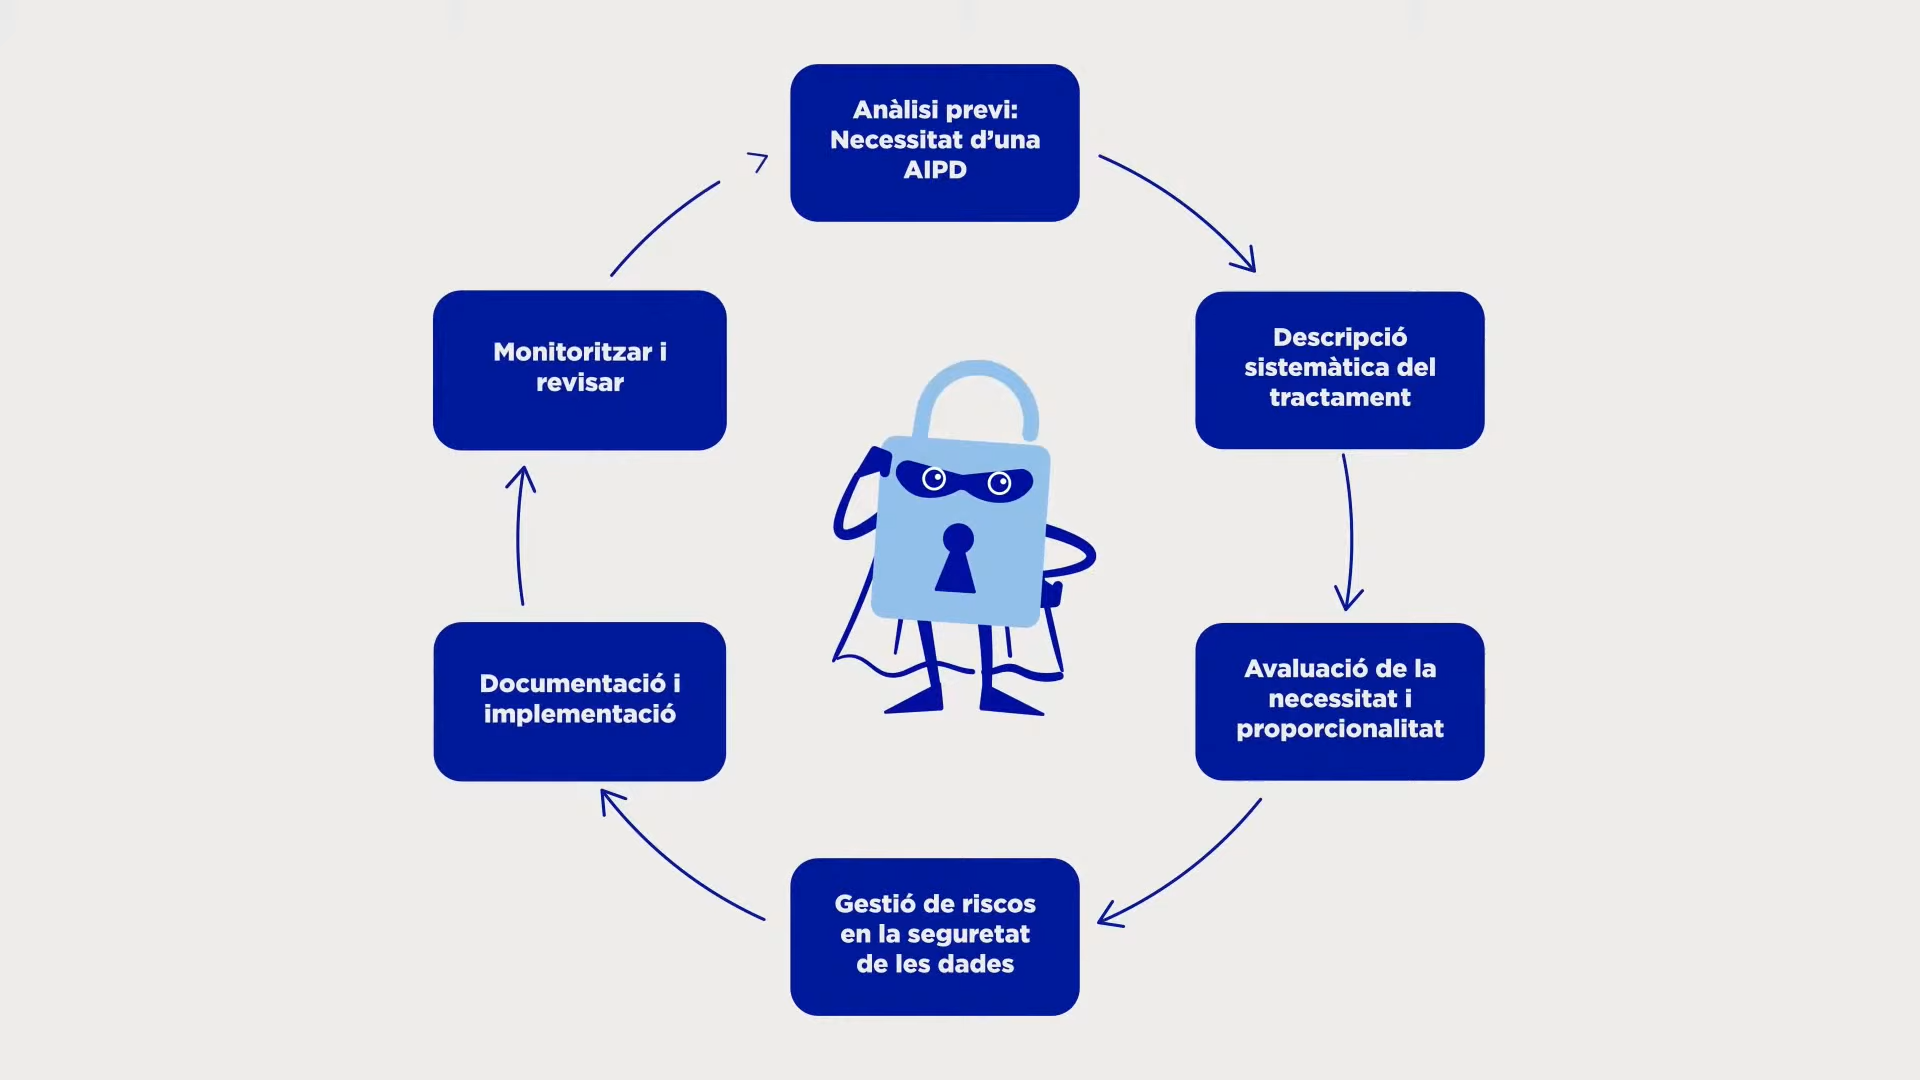 Anàlisi previ:
Necessitat d’una
AIPD
Descripció
sistemàtica del
tractament
Avaluació de la
necessitat i
proporcionalitat
Gestió de riscos
en la seguretat
de les dades
Documentació i
implementació
Monitoritzar i
revisar